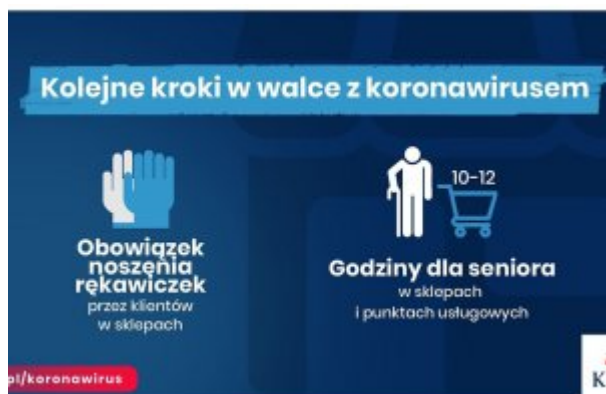 Kolejne kroki w walce z koronawirusem
10-12
Obowiązek
noszenia
rękawiczek
przez klientów
w sklepach
Godziny dla seniora
w sklepach
i punktach usługowych
pl/koronawirus
K